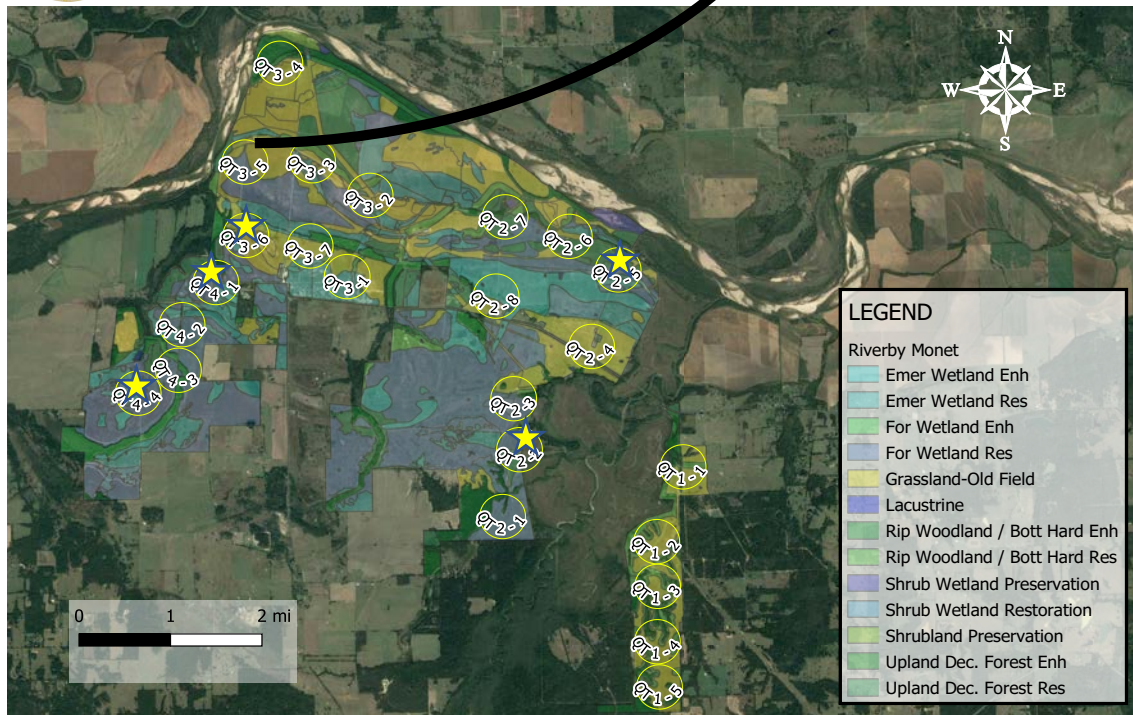 N
W
E
S
QT3-4
QT3-5
QT3-3
QT3-2
QT2-7
QT2-6
QT3-6
QT3-7
QT2-5
QT4-1
QT3-1
QT2-8
QT4-2
QT2-4
QT4-3
QT4-4
QT2-3
QT2-2
QT1-1
QT2-1
QT1-2
QT1-3
QT1-4
QT1-5
0 1 2 mi
LEGEND
Riverby Monet
Emer Wetland Enh
Emer Wetland Res
For Wetland Enh
For Wetland Res
Grassland-Old Field
Lacustrine
Rip Woodland / Bott Hard Enh
Rip Woodland / Bott Hard Res
Shrub Wetland Preservation
Shrub Wetland Restoration
Shrubland Preservation
Upland Dec. Forest Enh
Upland Dec. Forest Res